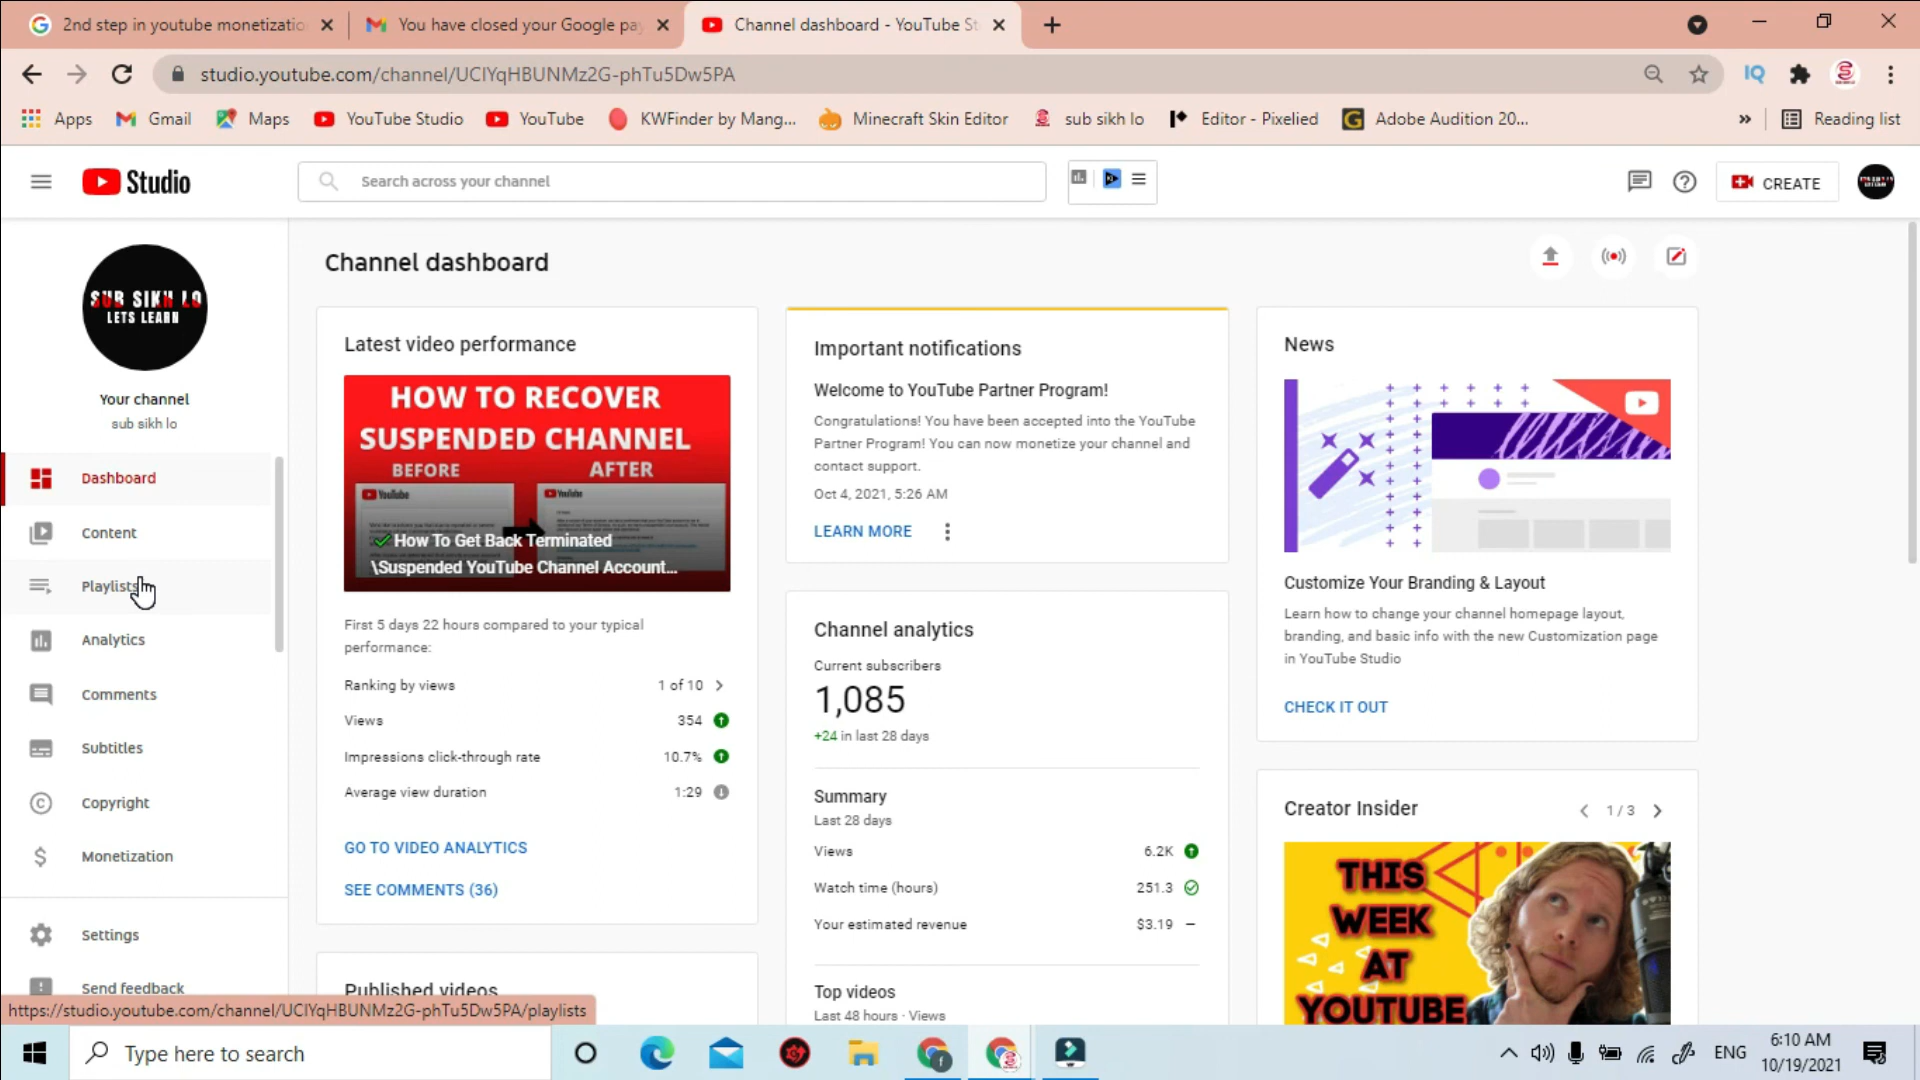 2nd step in youtube monetizatio
You have closed your Google pay
Channel dashboard - YouTube St
studio.youtube.com/channel/UCIYqHBUNMz2G-phTu5Dw5PA
IQ
Apps
Gmail
Maps
YouTube Studio
YouTube
KWFinder by Mang...
Minecraft Skin Editor
sub sikh lo
Editor - Pixelied
Adobe Audition 20...
»
Reading list
Studio
Search across your channel
CREATE
SUB SIKH LO
LETS LEARN
Your channel
sub sikh lo
Dashboard
Content
Playlists
Analytics
Comments
Subtitles
Copyright
Monetization
Settings
Send feedback
https://studio.youtube.com/channel/UCIYqHBUNMz2G-phTu5Dw5PA/playlists
Channel dashboard
Latest video performance
HOW TO RECOVER
SUSPENDED CHANNEL
BEFORE
AFTER
YouTube
YouTube
How To Get Back Terminated
\Suspended YouTube Channel Account...
First 5 days 22 hours compared to your typical
performance:
Ranking by views 1 of 10
Views 354
Impressions click-through rate 10.7%
Average view duration 1:29
GO TO VIDEO ANALYTICS
SEE COMMENTS (36)
Published videos
Important notifications
Welcome to YouTube Partner Program!
Congratulations! You have been accepted into the YouTube
Partner Program! You can now monetize your channel and
contact support.
Oct 4, 2021, 5:26 AM
LEARN MORE
Channel analytics
Current subscribers
1,085
+24 in last 28 days
Summary
Last 28 days
Views 6.2K
Watch time (hours) 251.3
Your estimated revenue $3.19 —
Top videos
Last 48 hours · Views
News
Customize Your Branding & Layout
Learn how to change your channel homepage layout,
branding, and basic info with the new Customization page
in YouTube Studio
CHECK IT OUT
Creator Insider
1 / 3
THIS
WEEK
AT
YOUTUBE
Type here to search
ENG
6:10 AM
10/19/2021